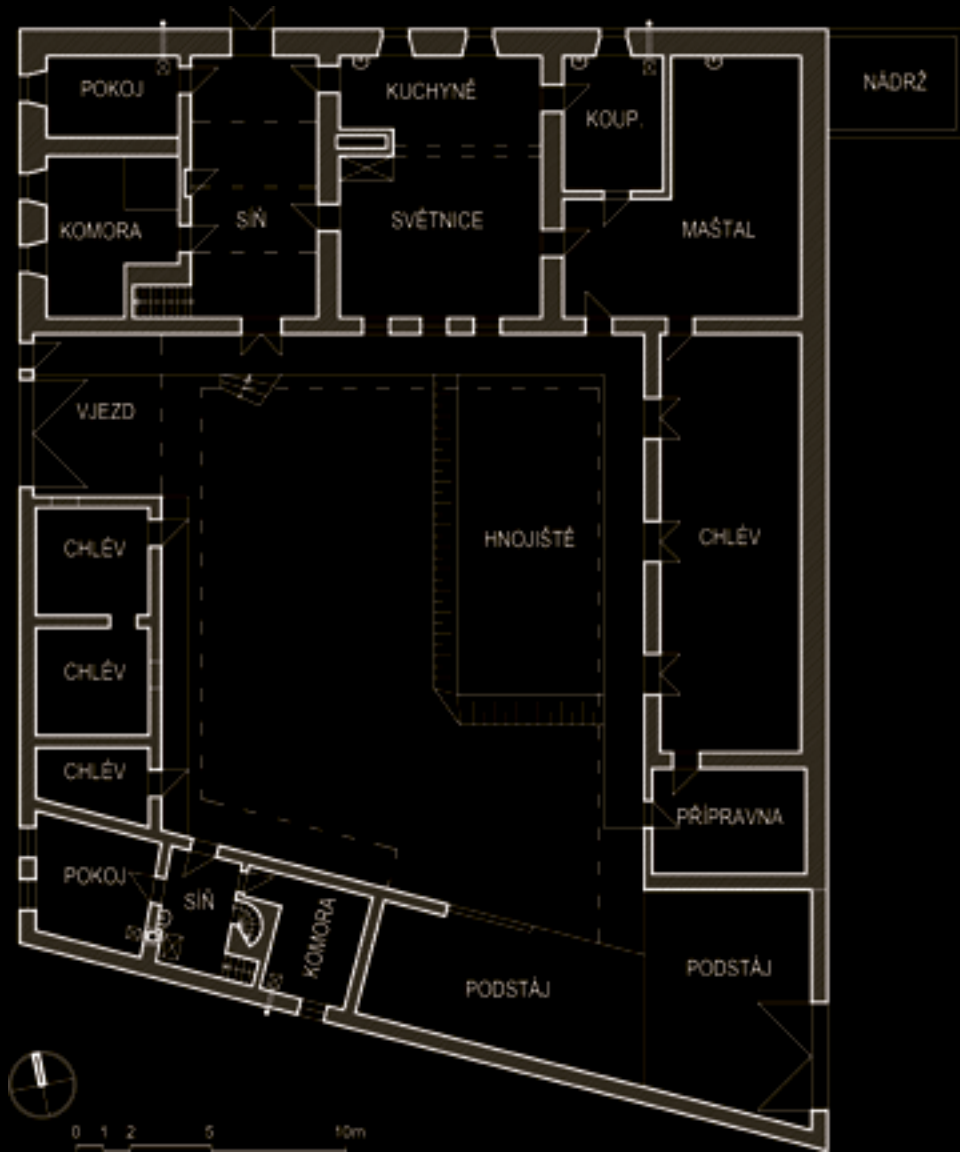 POKOJ
KUCHYNĚ
NÁDRŽ
KOUP.
KOMORA
SÍŇ
SVĚTNICE
MAŠTAL
VJEZD
CHLÉV
HNOJIŠTĚ
CHLÉV
CHLÉV
CHLÉV
PŘÍPRAVNA
POKOJ
SÍŇ
KOMORA
PODSTÁJ
PODSTÁJ
0 1 2 5 10m